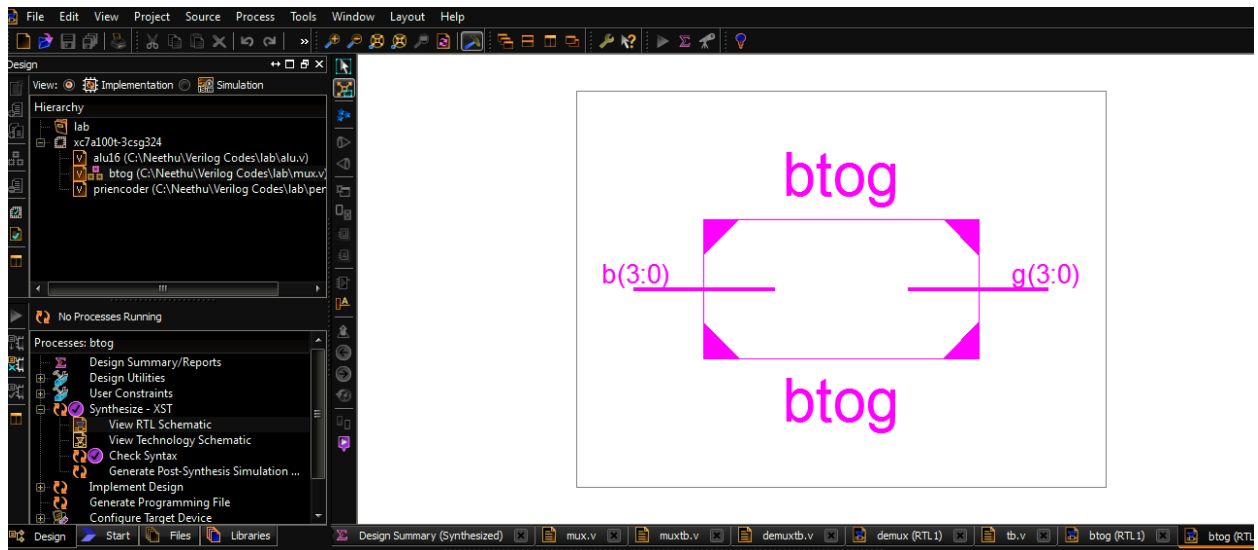 File Edit View Project Source Process Tools Window Layout Help
»
Design
View: Implementation Simulation
Hierarchy
lab
xc7a100t-3csg324
alu16 (C:\Neethu\Verilog Codes\lab\alu.v)
btog (C:\Neethu\Verilog Codes\lab\mux.v)
priencoder (C:\Neethu\Verilog Codes\lab\per
No Processes Running
Processes: btog
Design Summary/Reports
Design Utilities
User Constraints
Synthesize - XST
View RTL Schematic
View Technology Schematic
Check Syntax
Generate Post-Synthesis Simulation ...
Implement Design
Generate Programming File
Configure Target Device
Design Start Files Libraries
btog
b(3:0) g(3:0)
btog
Design Summary (Synthesized) mux.v muxtb.v demuxtb.v demux (RTL1) tb.v btog (RTL1) btog (RTL